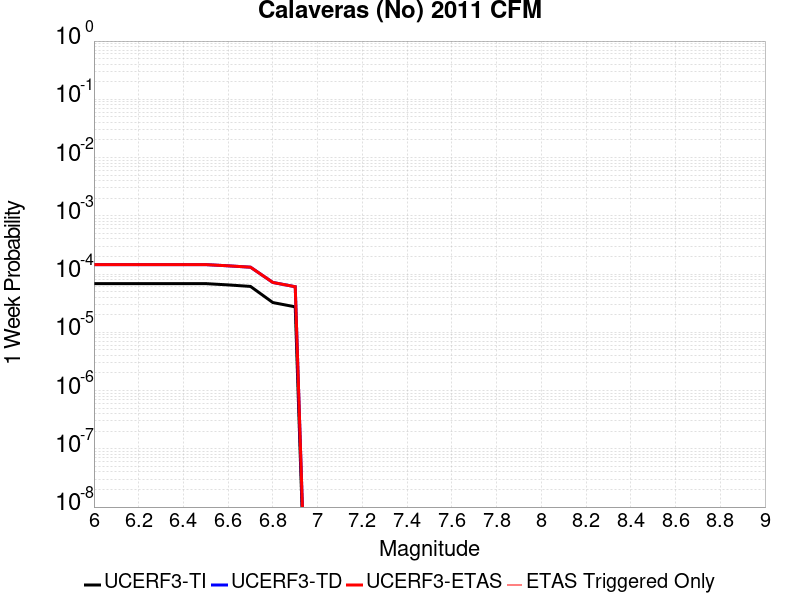 Calaveras (No) 2011 CFM
10^0
10^-1
10^-2
10^-3
10^-4
10^-5
10^-6
10^-7
10^-8
1 Week Probability
6 6.2 6.4 6.6 6.8 7 7.2 7.4 7.6 7.8 8 8.2 8.4 8.6 8.8 9
Magnitude
UCERF3-TI UCERF3-TD UCERF3-ETAS ETAS Triggered Only